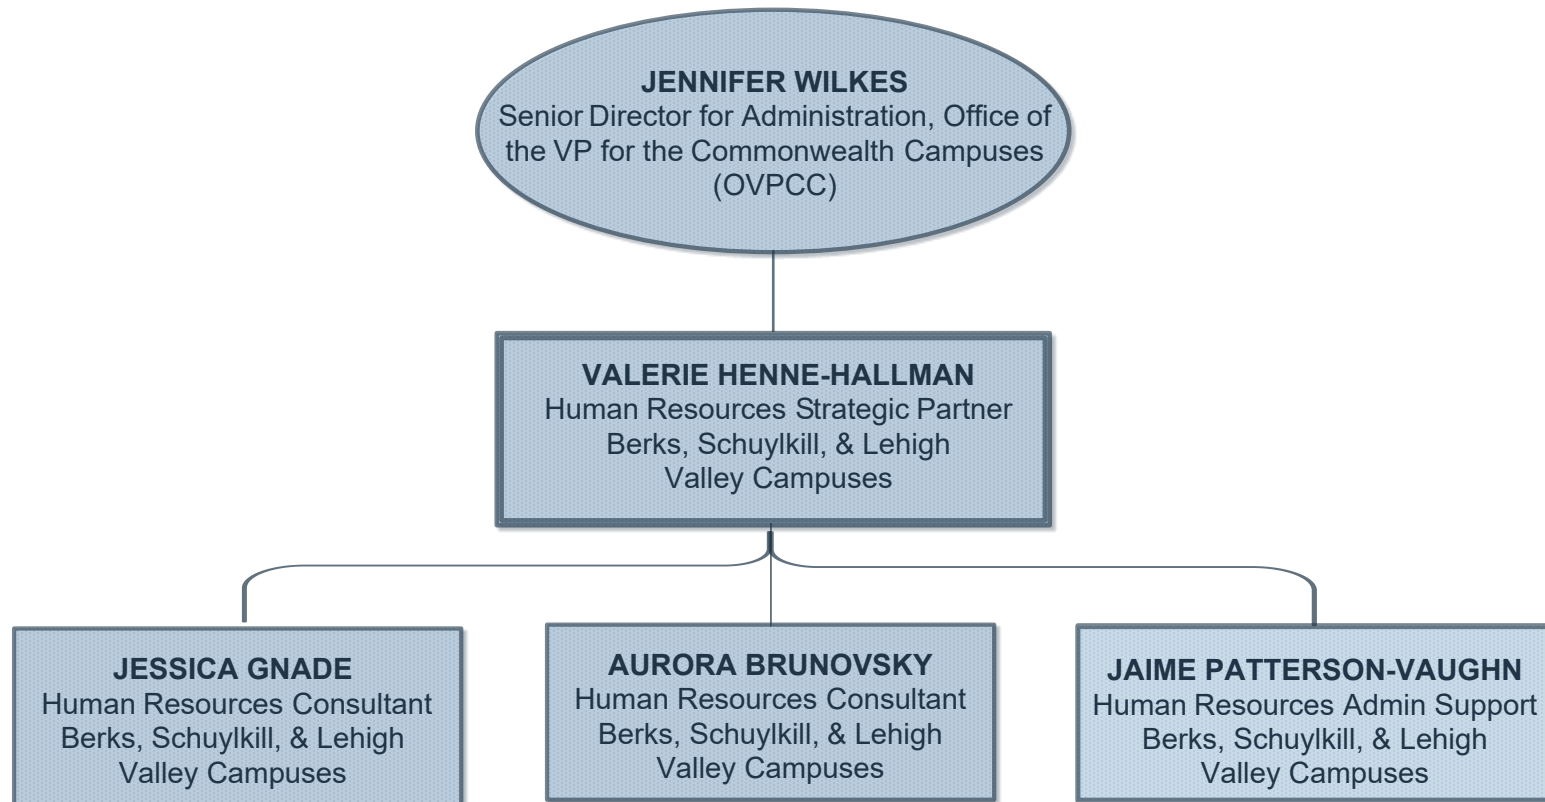 JENNIFER WILKES
Senior Director for Administration, Office of
the VP for the Commonwealth Campuses
(OVPCC)
VALERIE HENNE-HALLMAN
Human Resources Strategic Partner
Berks, Schuylkill, & Lehigh
Valley Campuses
JESSICA GNADE
Human Resources Consultant
Berks, Schuylkill, & Lehigh
Valley Campuses
AURORA BRUNOVSKY
Human Resources Consultant
Berks, Schuylkill, & Lehigh
Valley Campuses
JAIME PATTERSON-VAUGHN
Human Resources Admin Support
Berks, Schuylkill, & Lehigh
Valley Campuses